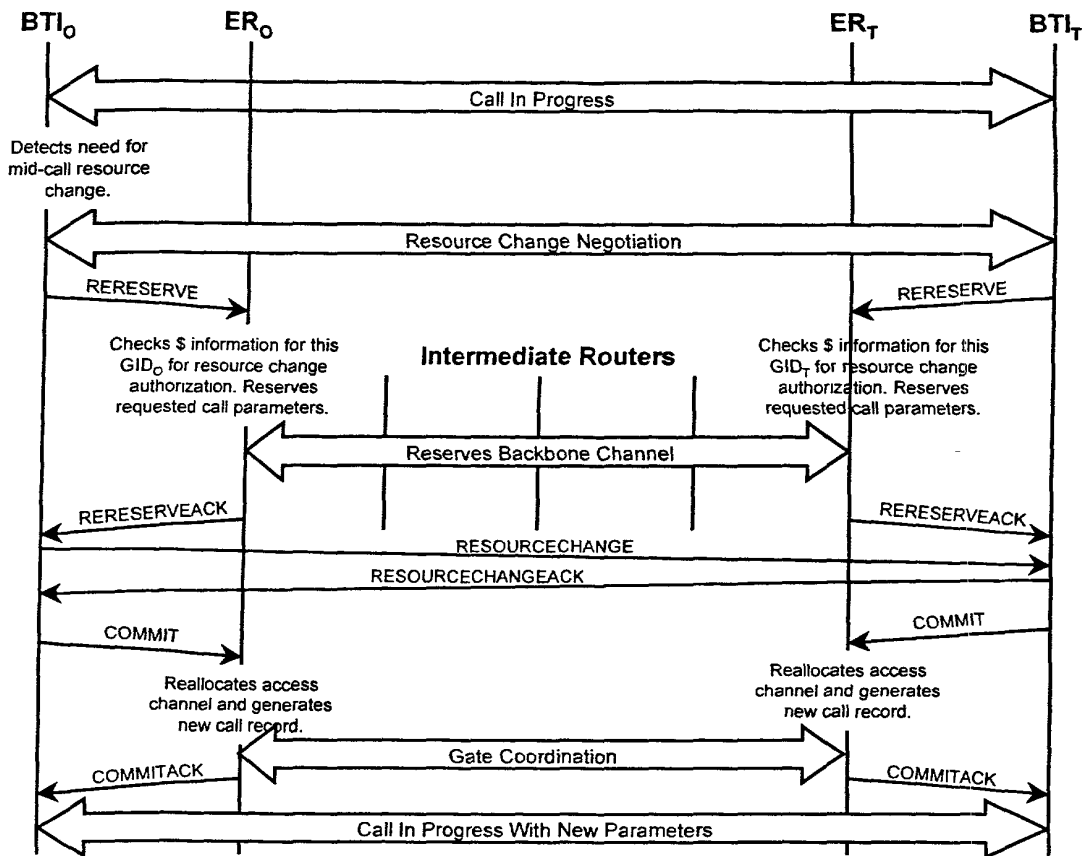 BTI_O ER_O ER_T BTI_T
Call In Progress
Detects need for
mid-call resource
change.
Resource Change Negotiation
RERESERVE
RERESERVE
Checks $ information for this
GID_O for resource change
authorization. Reserves
requested call parameters.
Intermediate Routers
Checks $ information for this
GID_T for resource change
authorization. Reserves
requested call parameters.
Reserves Backbone Channel
RERESERVEACK
RERESERVEACK
RESOURCECHANGE
RESOURCECHANGEACK
COMMIT
COMMIT
Reallocates access
channel and generates
new call record.
Reallocates access
channel and generates
new call record.
Gate Coordination
COMMITACK
COMMITACK
Call In Progress With New Parameters